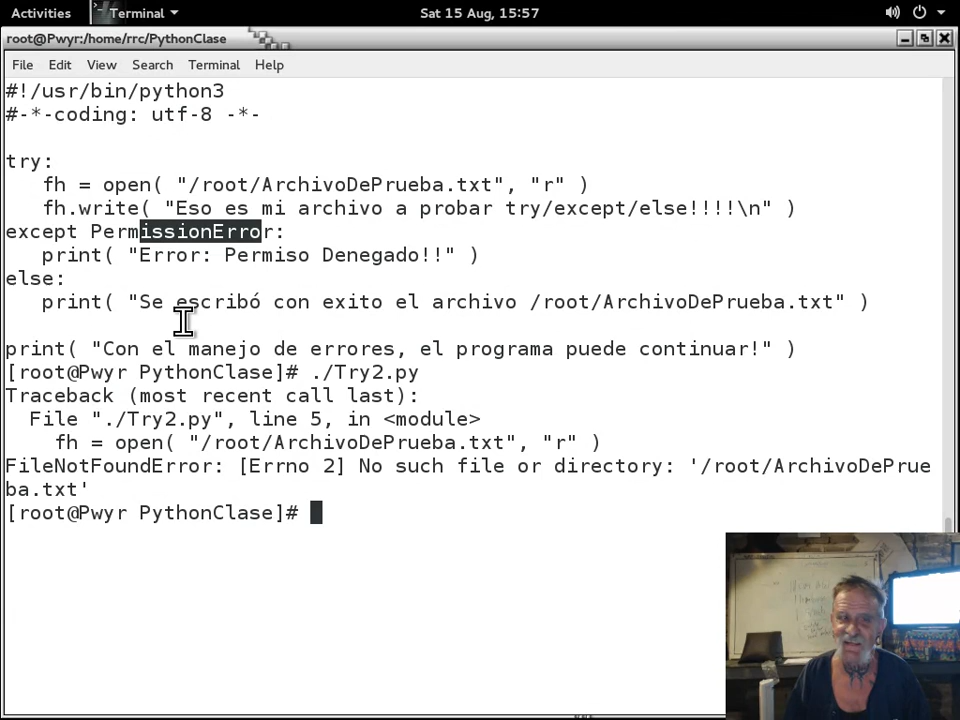 Activities Terminal Sat 15 Aug, 15:57
root@Pwyr:/home/rrc/PythonClase
File Edit View Search Terminal Help
#!/usr/bin/python3
#-*-coding: utf-8 -*-
try:
fh = open( "/root/ArchivoDePrueba.txt", "r" )
fh.write( "Eso es mi archivo a probar try/except/else!!!!\n" )
except PermissionError:
print( "Error: Permiso Denegado!!" )
else:
print( "Se escribó con exito el archivo /root/ArchivoDePrueba.txt" )
print( "Con el manejo de errores, el programa puede continuar!" )
[root@Pwyr PythonClase]# ./Try2.py
Traceback (most recent call last):
File "./Try2.py", line 5, in <module>
fh = open( "/root/ArchivoDePrueba.txt", "r" )
FileNotFoundError: [Errno 2] No such file or directory: '/root/ArchivoDePrue
ba.txt'
[root@Pwyr PythonClase]#